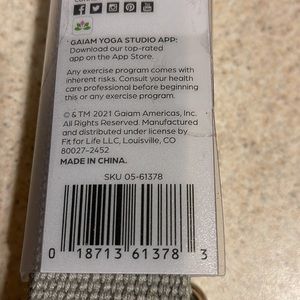 GAIAM YOGA STUDIO APP:
Download our top-rated
app on the App Store.
Any exercise program comes with
inherent risks. Consult your health
care professional before beginning
this or any exercise program.
© & TM 2021 Gaiam Americas, Inc.
All Rights Reserved. Manufactured
and distributed under license by
Fit for Life LLC, Louisville, CO
80027-2452
MADE IN CHINA.
SKU 05-61378
0 18713 61378 3